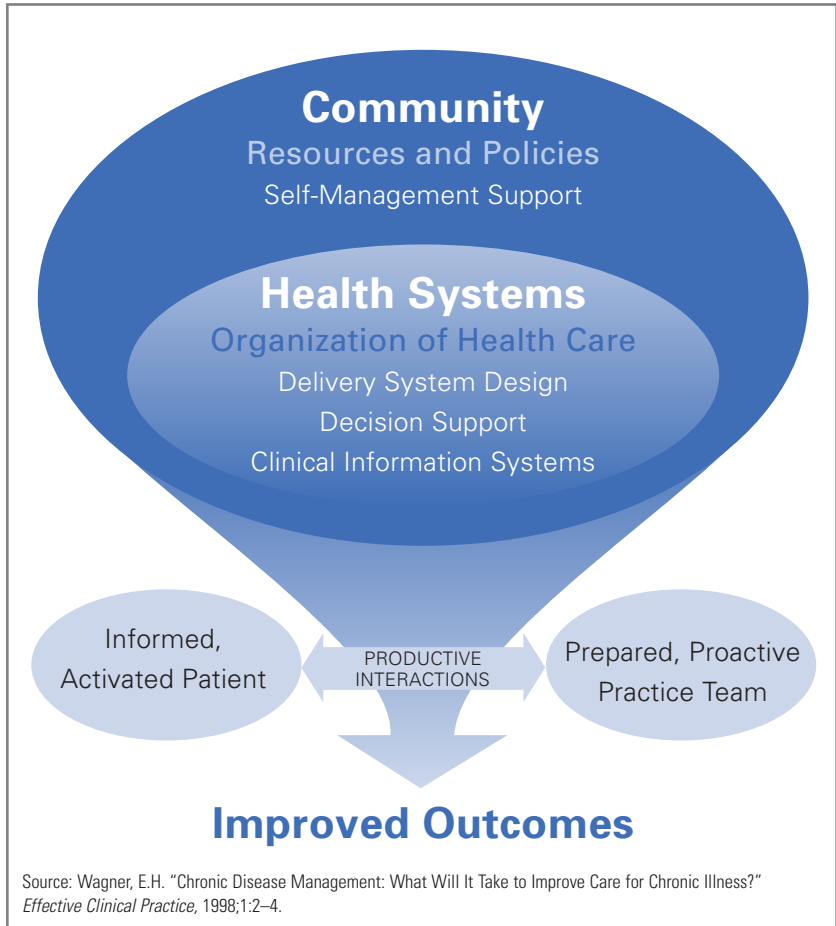 Community
Resources and Policies
Self-Management Support
Health Systems
Organization of Health Care
Delivery System Design
Decision Support
Clinical Information Systems
Informed,
Activated Patient
PRODUCTIVE
INTERACTIONS
Prepared, Proactive
Practice Team
Improved Outcomes
Source: Wagner, E.H. “Chronic Disease Management: What Will It Take to Improve Care for Chronic Illness?”
Effective Clinical Practice, 1998;1:2–4.